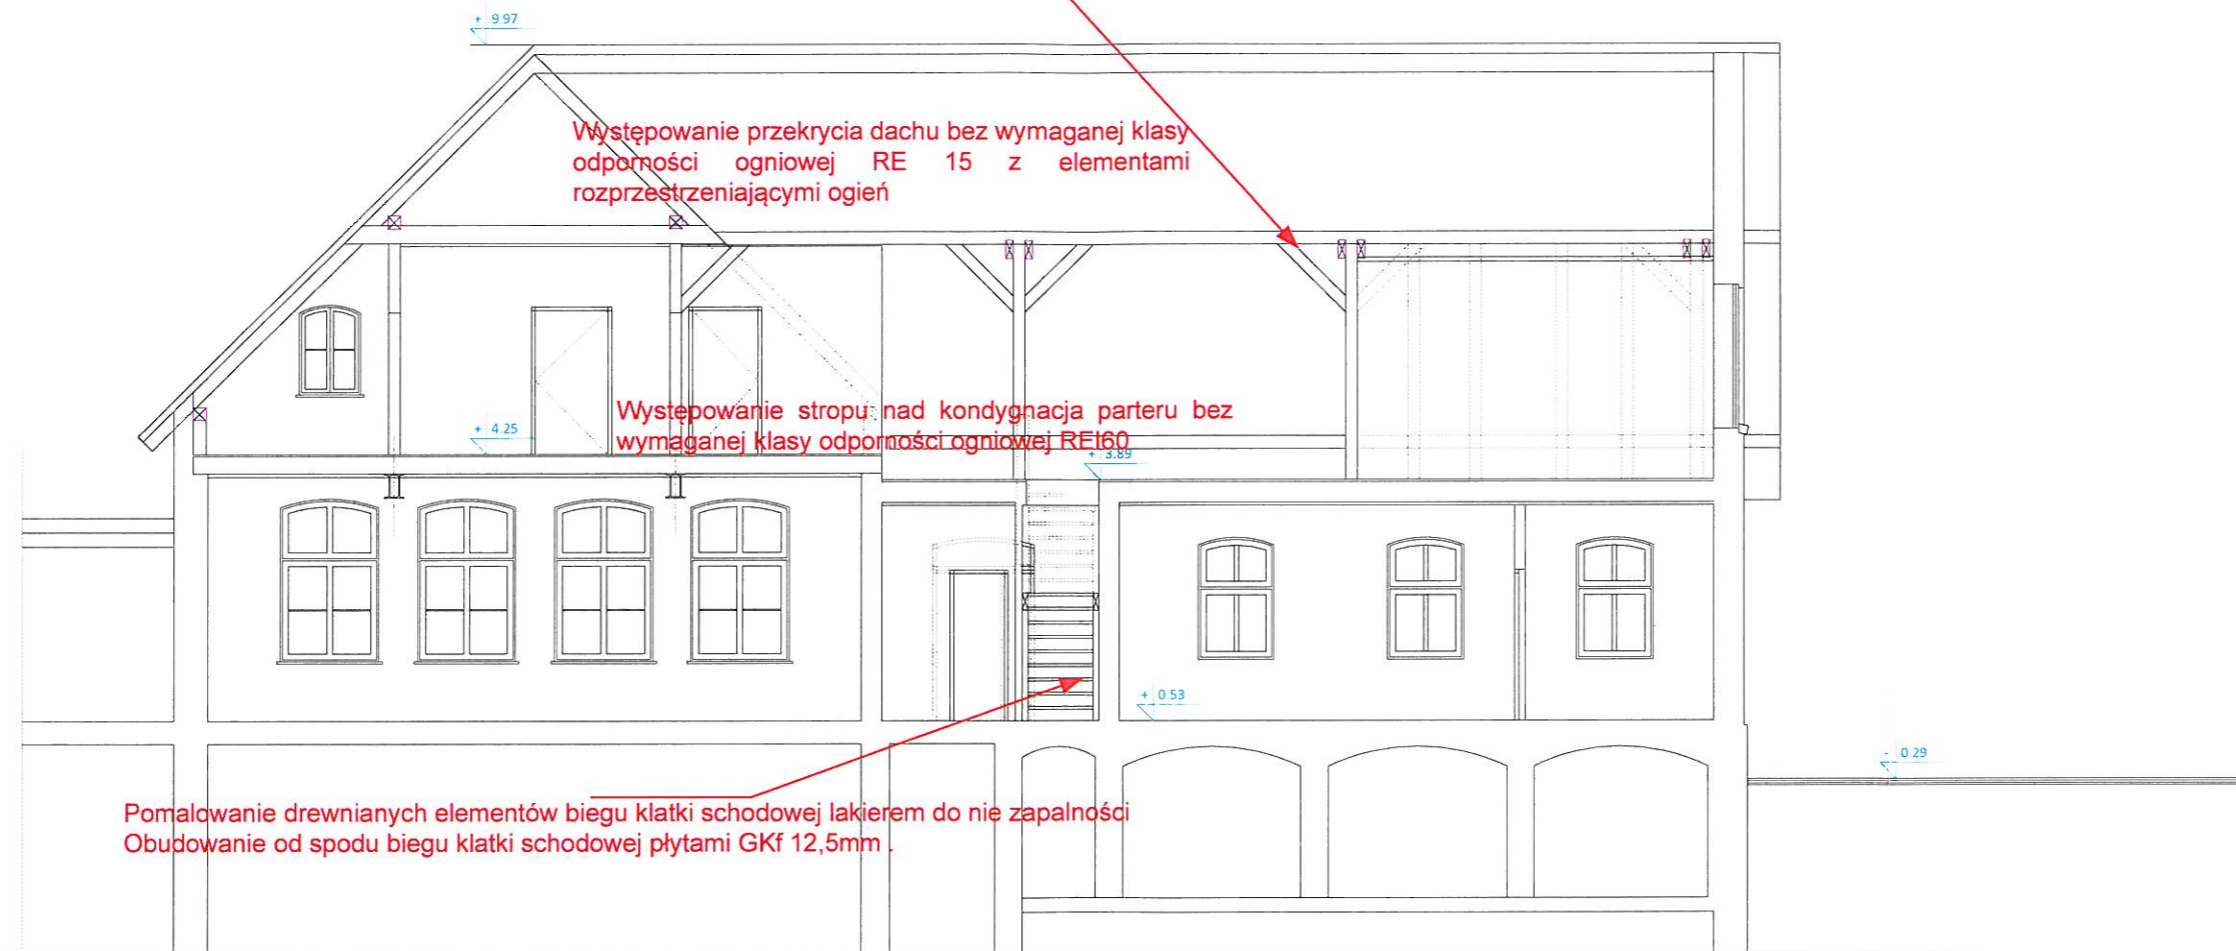 + 9.97
Występowanie przekrycia dachu bez wymaganej klasy
odporności ogniowej RE 15 z elementami
rozprzestrzeniającymi ogień
Występowanie stropu nad kondygnacja parteru bez
wymaganej klasy odporności ogniowej REI60
+ 4.25
+ 3.89
+ 0 53
- 0 29
Pomalowanie drewnianych elementów biegu klatki schodowej lakierem do nie zapalności
Obudowanie od spodu biegu klatki schodowej płytami GKf 12,5mm .